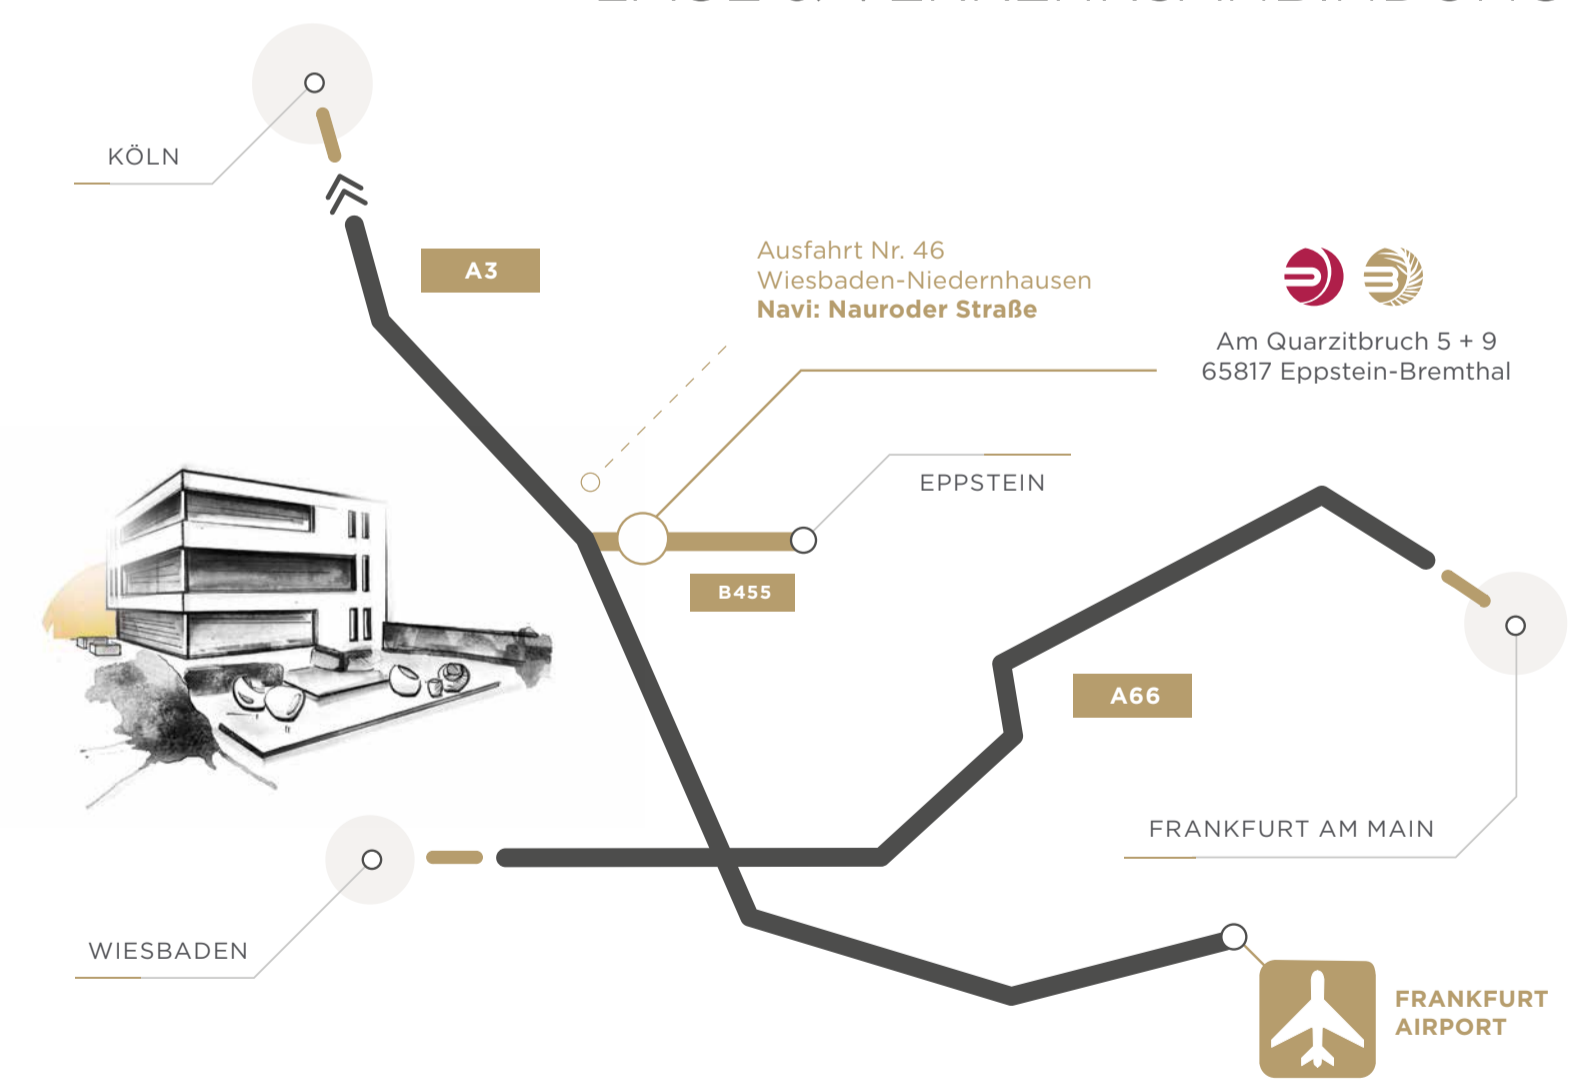 KÖLN
A3
Ausfahrt Nr. 46
Wiesbaden-Niedernhausen
Navi: Nauroder Straße
Am Quarzitbruch 5 + 9
65817 Eppstein-Bremthal
EPPSTEIN
B455
A66
FRANKFURT AM MAIN
WIESBADEN
FRANKFURT
AIRPORT